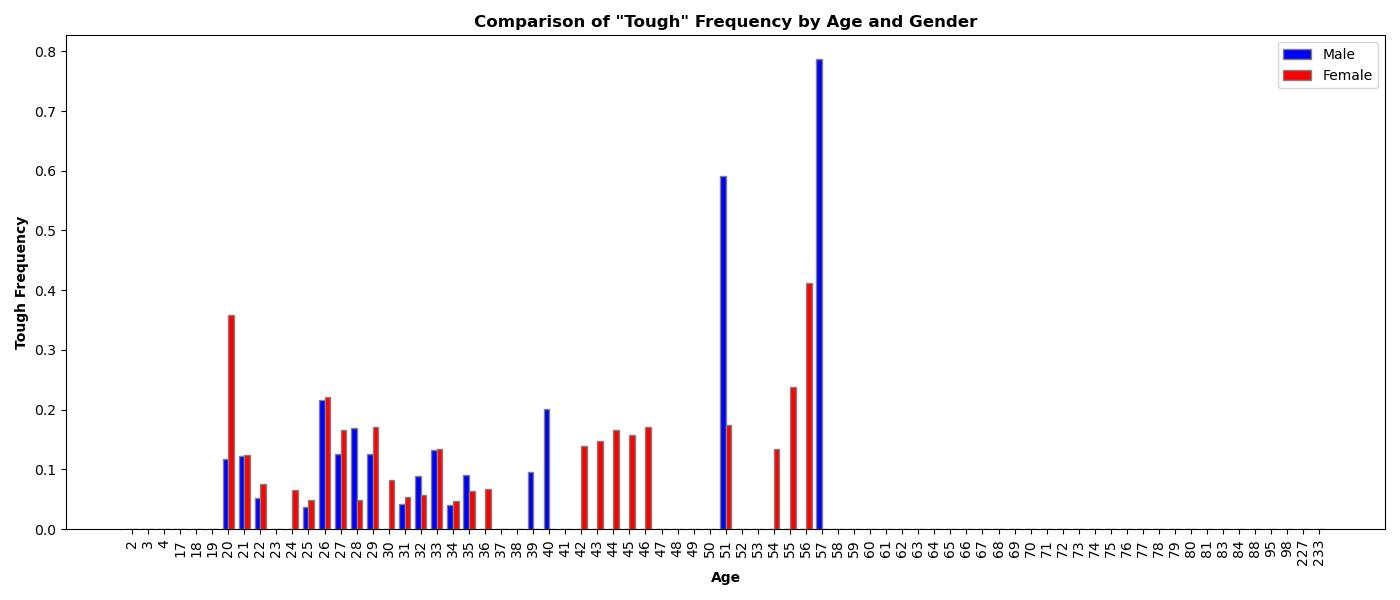 Comparison of "Tough" Frequency by Age and Gender
Male
Female
Tough Frequency
0.8
0.7
0.6
0.5
0.4
0.3
0.2
0.1
0.0
2 3 4 17 18 19 20 21 22 23 24 25 26 27 28 29 30 31 32 33 34 35 36 37 38 39 40 41 42 43 44 45 46 47 48 49 50 51 52 53 54 55 56 57 58 59 60 61 62 63 64 65 66 67 68 69 70 71 72 73 74 75 76 77 78 79 80 81 83 84 88 95 98 227 233
Age